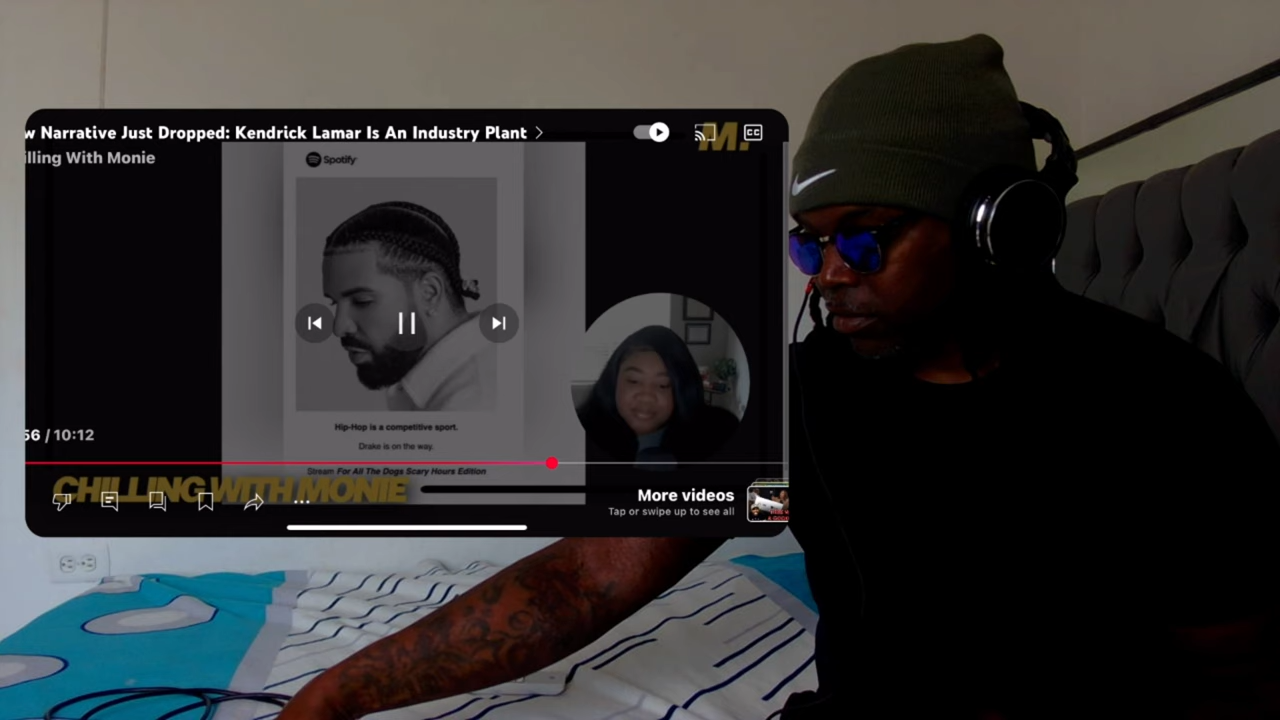 w Narrative Just Dropped: Kendrick Lamar Is An Industry Plant
illing With Monie
M.
CC
Spotify
Hip-Hop is a competitive sport.
Drake is on the way.
56 / 10:12
Stream For All The Dogs Scary Hours Edition
CHILLING WITH MONIE
More videos
Tap or swipe up to see all